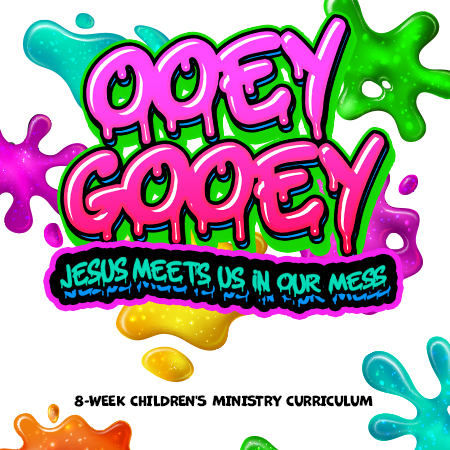 OOEY
GOOEY
JESUS MEETS US IN OUR MESS
8-WEEK CHILDREN'S MINISTRY CURRICULUM